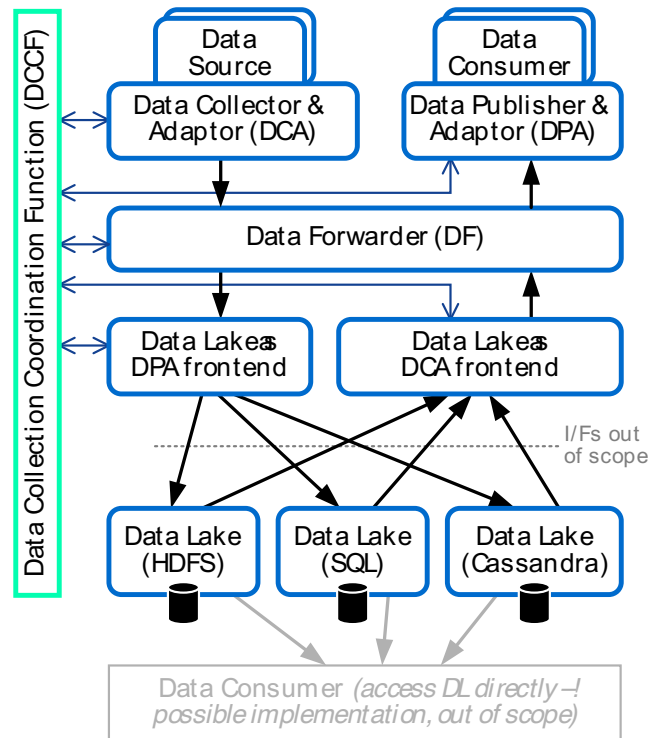 Data Collection Coordination Function (DCCF)
Data
Source
Data
Consumer
Data Collector &
Adaptor (DCA)
Data Publisher &
Adaptor (DPA)
Data Forwarder (DF)
Data Lake as
DPA frontend
Data Lake as
DCA frontend
I/Fs out
of scope
Data Lake
(HDFS)
Data Lake
(SQL)
Data Lake
(Cassandra)
Data Consumer (access DL directly –!
possible implementation, out of scope)